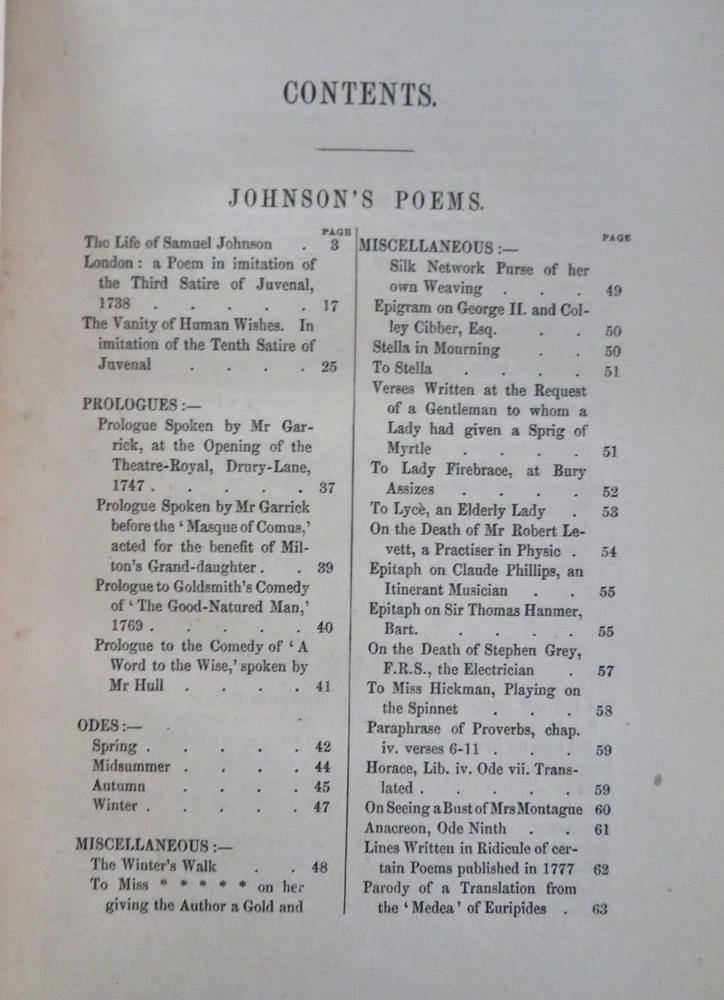 CONTENTS.
JOHNSON'S POEMS.
PAGE
The Life of Samuel Johnson . 3
London: a Poem in imitation of
the Third Satire of Juvenal,
1738 . . . . . 17
The Vanity of Human Wishes. In
imitation of the Tenth Satire of
Juvenal . . . . 25
PROLOGUES:—
Prologue Spoken by Mr Gar-
rick, at the Opening of the
Theatre-Royal, Drury-Lane,
1747 . . . . . 37
Prologue Spoken by Mr Garrick
before the 'Masque of Comus,'
acted for the benefit of Mil-
ton's Grand-daughter . . 39
Prologue to Goldsmith's Comedy
of 'The Good-Natured Man,'
1769 . . . . . 40
Prologue to the Comedy of 'A
Word to the Wise,' spoken by
Mr Hull . . . . 41
ODES:—
Spring . . . . . 42
Midsummer . . . . 44
Autumn . . . . 45
Winter . . . . . 47
MISCELLANEOUS:—
The Winter's Walk . . 48
To Miss * * * * * on her
giving the Author a Gold and
PAGE
MISCELLANEOUS:—
Silk Network Purse of her
own Weaving . . . 49
Epigram on George II. and Col-
ley Cibber, Esq. . . 50
Stella in Mourning . . 50
To Stella . . . . 51
Verses Written at the Request
of a Gentleman to whom a
Lady had given a Sprig of
Myrtle . . . . 51
To Lady Firebrace, at Bury
Assizes . . . . 52
To Lycè, an Elderly Lady . 53
On the Death of Mr Robert Le-
vett, a Practiser in Physic . 54
Epitaph on Claude Phillips, an
Itinerant Musician . . 55
Epitaph on Sir Thomas Hanmer,
Bart. . . . . 55
On the Death of Stephen Grey,
F.R.S., the Electrician . 57
To Miss Hickman, Playing on
the Spinnet . . . 58
Paraphrase of Proverbs, chap.
iv. verses 6-11 . . . 59
Horace, Lib. iv. Ode vii. Trans-
lated . . . . . 59
On Seeing a Bust of Mrs Montague 60
Anacreon, Ode Ninth . . 61
Lines Written in Ridicule of cer-
tain Poems published in 1777 62
Parody of a Translation from
the 'Medea' of Euripides . 63